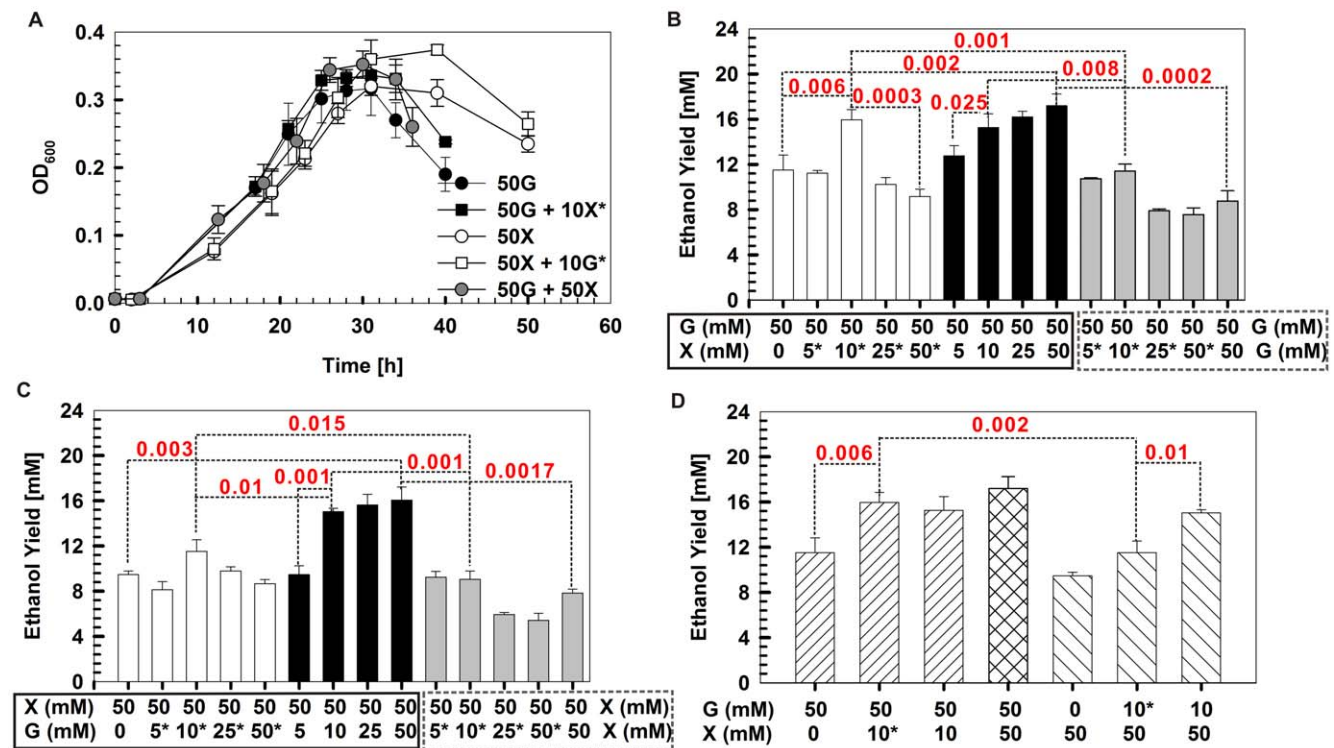 A
0.4
0.3
0.2
0.1
0.0
OD600
0 10 20 30 40 50 60
Time [h]
50G
50G + 10X*
50X
50X + 10G*
50G + 50X
B
24
20
16
12
8
4
0
Ethanol Yield [mM]
0.001
0.002
0.008
0.0002
0.006
0.0003
0.025
G (mM) 50 50 50 50 50 50 50 50 50 50 50 50 50 50 G (mM)
X (mM) 0 5* 10* 25* 50* 5 10 25 50 5* 10* 25* 50* 50 G (mM)
C
24
20
16
12
8
4
0
Ethanol Yield [mM]
0.015
0.003
0.001
0.001
0.0017
0.01
X (mM) 50 50 50 50 50 50 50 50 50 50 50 50 50 50 X (mM)
G (mM) 0 5* 10* 25* 50* 5 10 25 50 5* 10* 25* 50* 50 X (mM)
D
24
20
16
12
8
4
0
Ethanol Yield [mM]
0.002
0.006
0.01
G (mM) 50 50 50 50 0 10* 10
X (mM) 0 10* 10 50 50 50 50